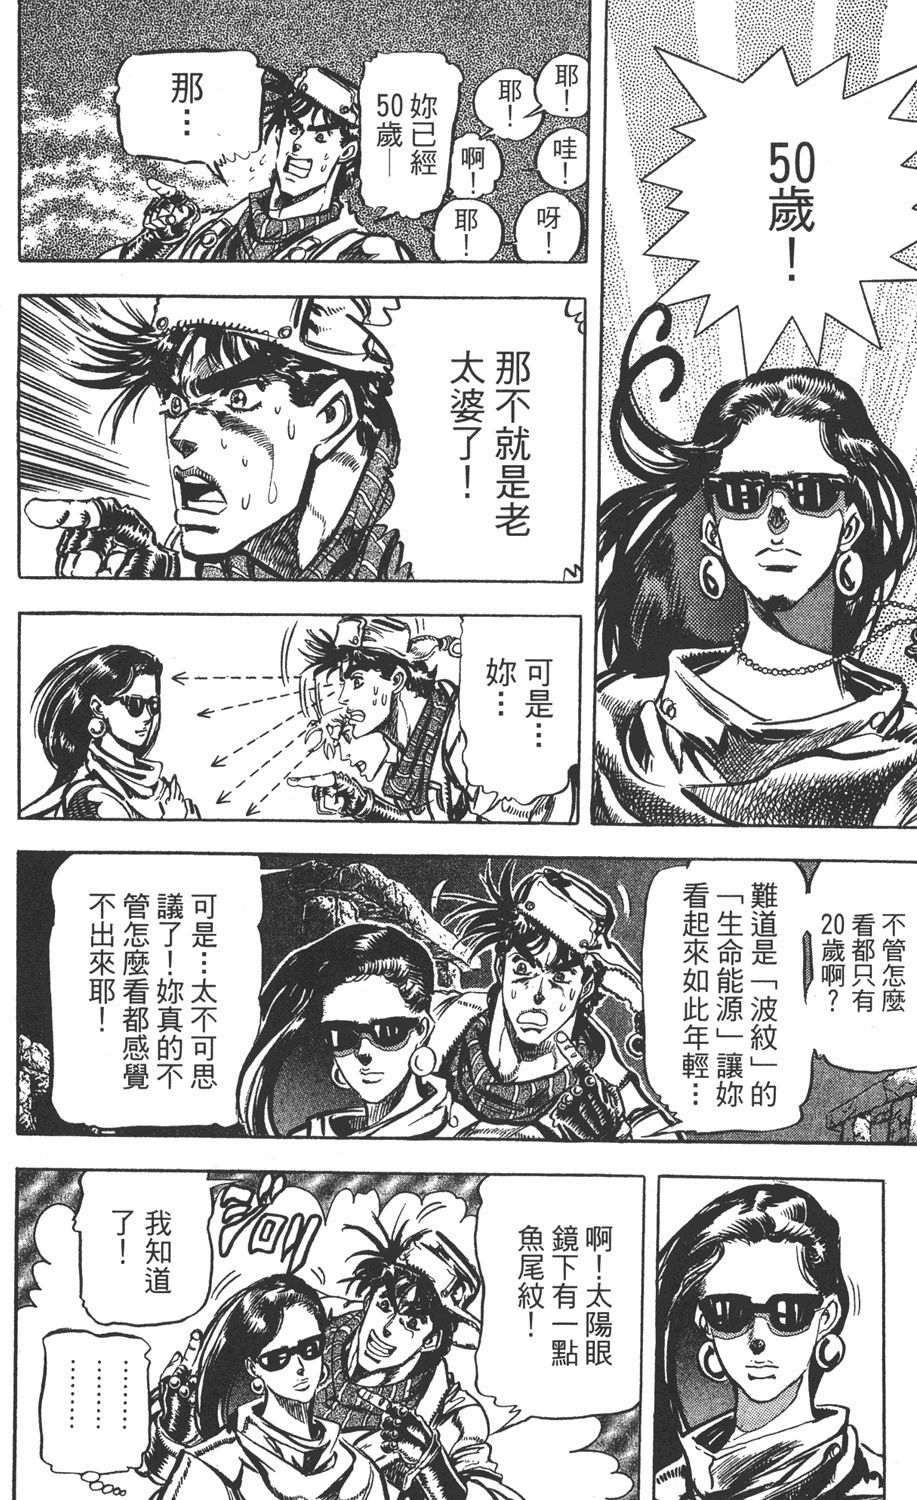 50歲！
耶！
哇！
呀！
耶！
啊！
耶！
妳已經
50歲—
那…
那不就是老
太婆了！
可是…
妳…
不管怎麼
看都只有
20歲啊？
難道是「波紋」的
「生命能源」讓妳
看起來如此年輕…
可是…太不可思
議了！妳真的不
管怎麼看都感覺
不出來耶！
啊！太陽眼
鏡下有一點
魚尾紋！
ジロリ
我知道
了！
………
………
………